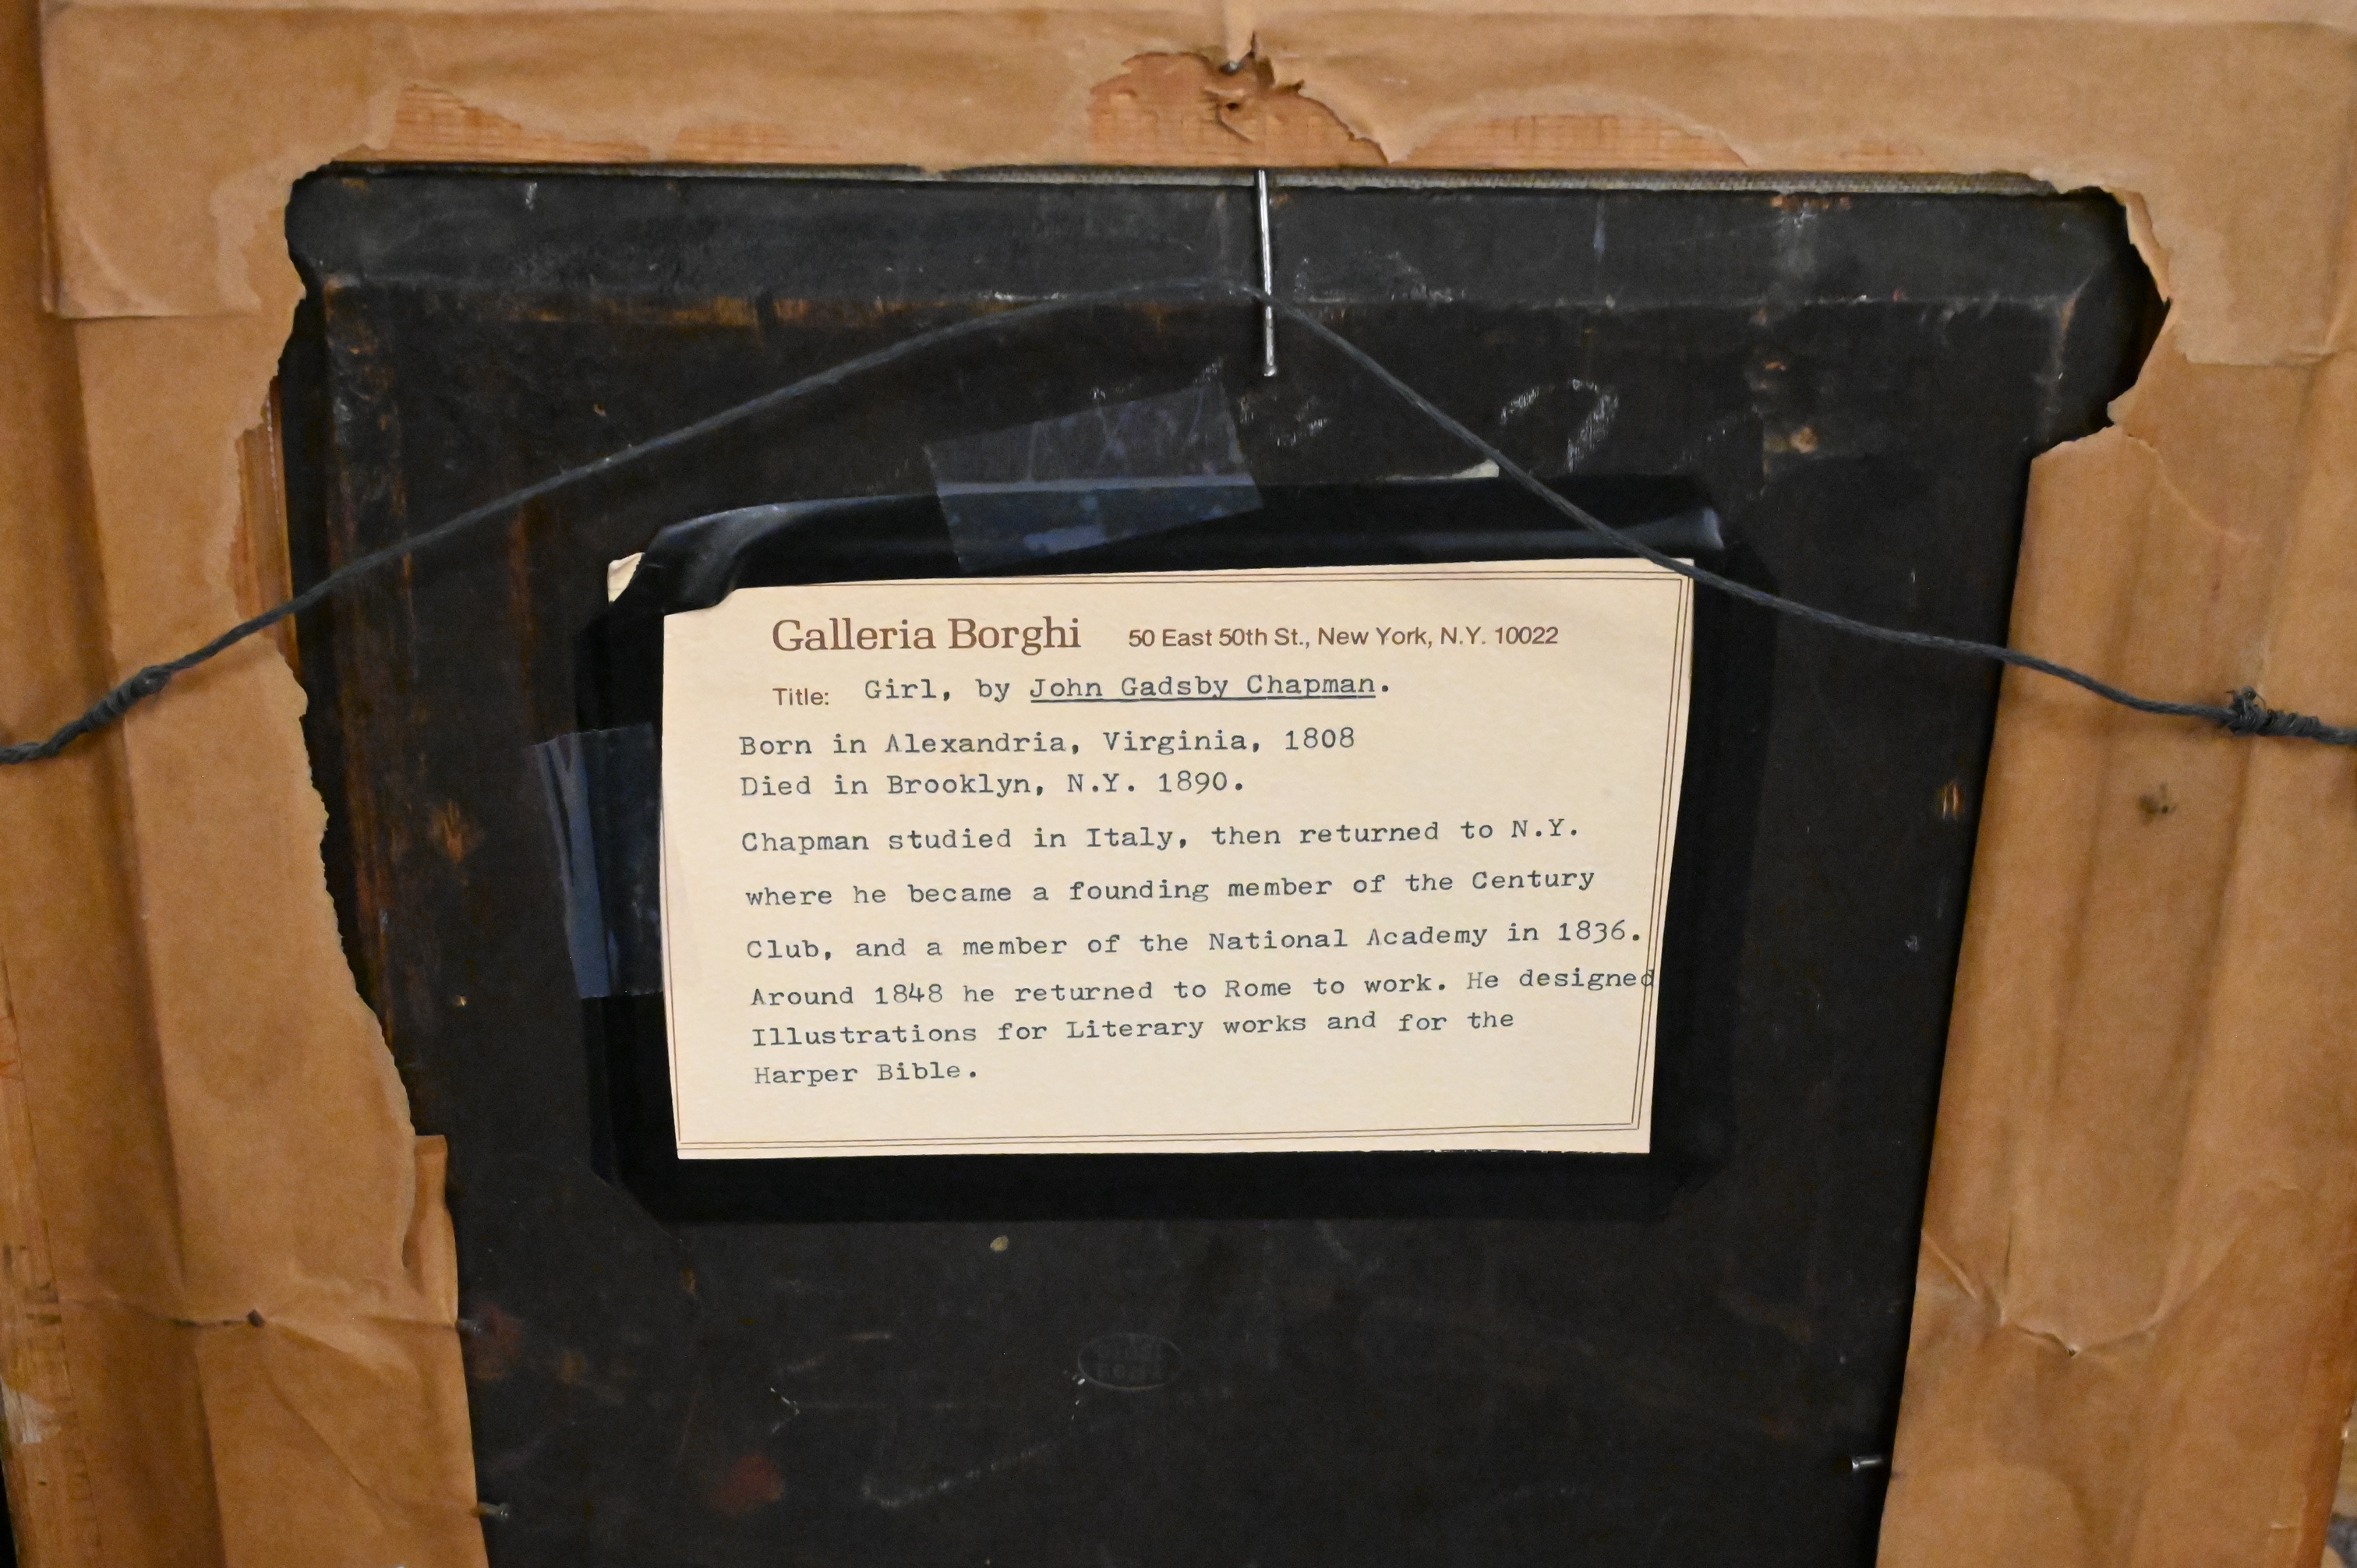 Galleria Borghi 50 East 50th St., New York, N.Y. 10022
Title: Girl, by John Gadsby Chapman.
Born in Alexandria, Virginia, 1808
Died in Brooklyn, N.Y. 1890.
Chapman studied in Italy, then returned to N.Y.
where he became a founding member of the Century
Club, and a member of the National Academy in 1836.
Around 1848 he returned to Rome to work. He designed
Illustrations for Literary works and for the
Harper Bible.